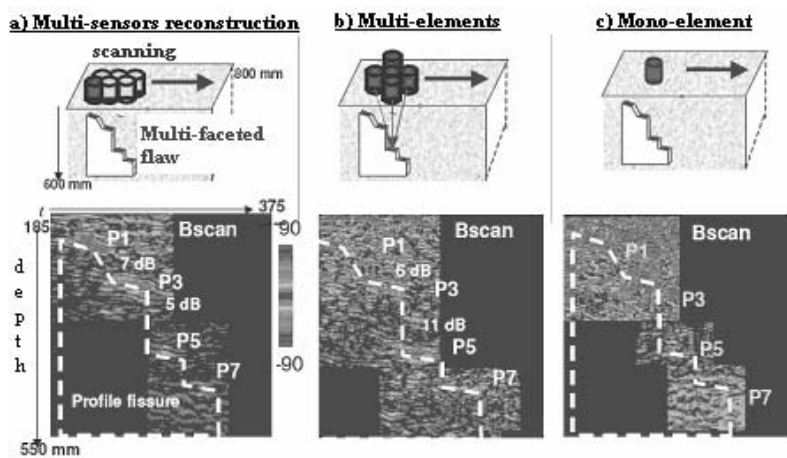 a) Multi-sensors reconstruction
b) Multi-elements
c) Mono-element
scanning
800 mm
Multi-faceted
flaw
600 mm
375
185
90
-90
depth
Bscan
P1
7 dB
P3
5 dB
P5
P7
Profile fissure
550 mm
Bscan
P1
6 dB
P3
11 dB
P5
P7
Bscan
P1
P3
P5
P7